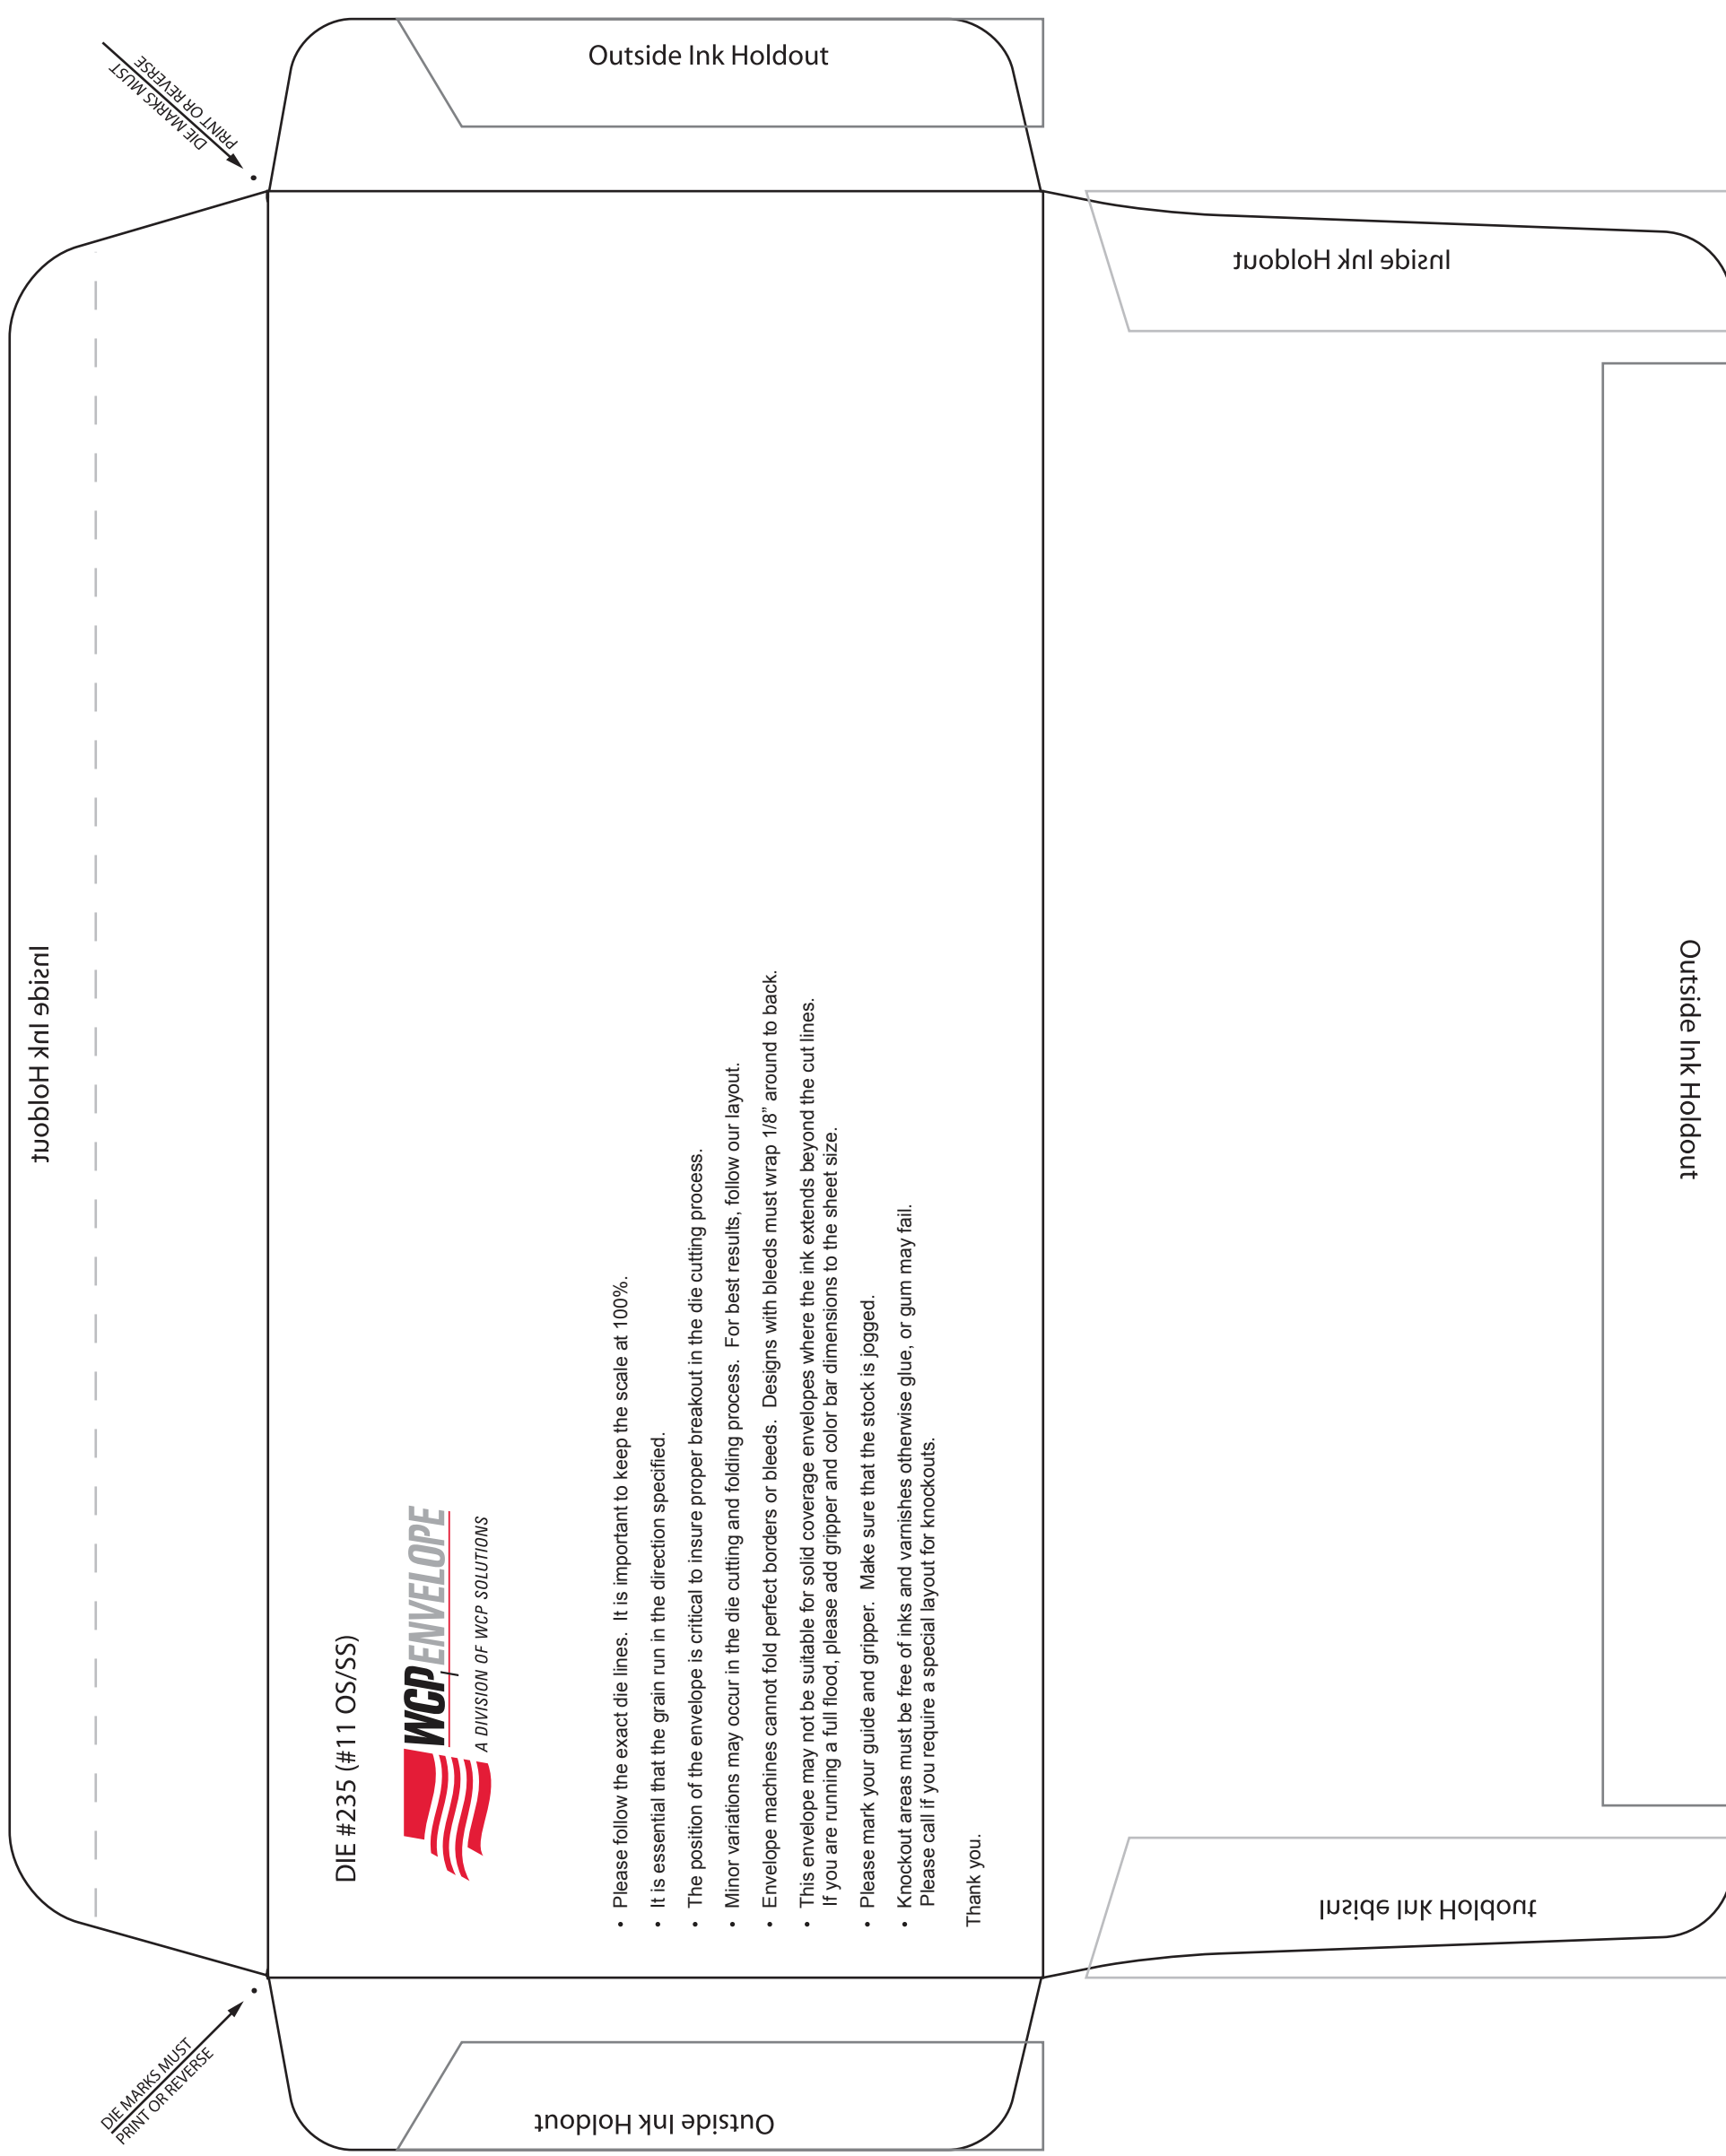 Outside Ink Holdout
DIE MARKS MUST
PRINT OR REVERSE
Inside Ink Holdout
Inside Ink Holdout
Outside Ink Holdout
DIE #235 (#11 OS/SS)
WCP ENVELOPE
A DIVISION OF WCP SOLUTIONS
• Please follow the exact die lines.  It is important to keep the scale at 100%.
• It is essential that the grain run in the direction specified.
• The position of the envelope is critical to insure proper breakout in the die cutting process.
• Minor variations may occur in the die cutting and folding process.  For best results, follow our layout.
• Envelope machines cannot fold perfect borders or bleeds.  Designs with bleeds must wrap 1/8” around to back.
• This envelope may not be suitable for solid coverage envelopes where the ink extends beyond the cut lines.
If you are running a full flood, please add gripper and color bar dimensions to the sheet size.
• Please mark your guide and gripper.  Make sure that the stock is jogged.
• Knockout areas must be free of inks and varnishes otherwise glue, or gum may fail.
Please call if you require a special layout for knockouts.
Thank you.
Inside Ink Holdout
DIE MARKS MUST
PRINT OR REVERSE
Outside Ink Holdout